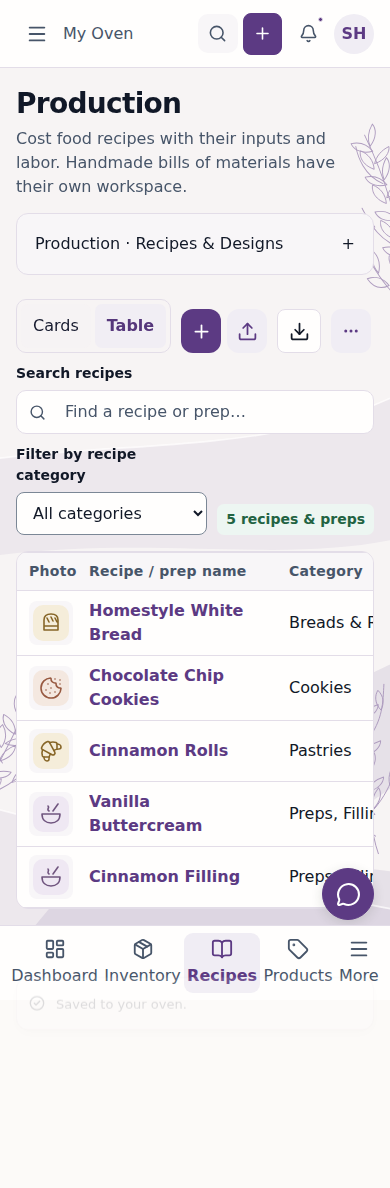 My Oven
SH
Production
Cost food recipes with their inputs and
labor. Handmade bills of materials have
their own workspace.
Production · Recipes & Designs
Cards
Table
Search recipes
Find a recipe or prep...
Filter by recipe
category
All categories
5 recipes & preps
Photo Recipe / prep name Category
Homestyle White
Bread
Breads &
Chocolate Chip
Cookies
Cookies
Cinnamon Rolls
Pastries
Vanilla
Buttercream
Preps,
Cinnamon Filling
Dashboard Inventory Recipes Products More
Saved to your oven.